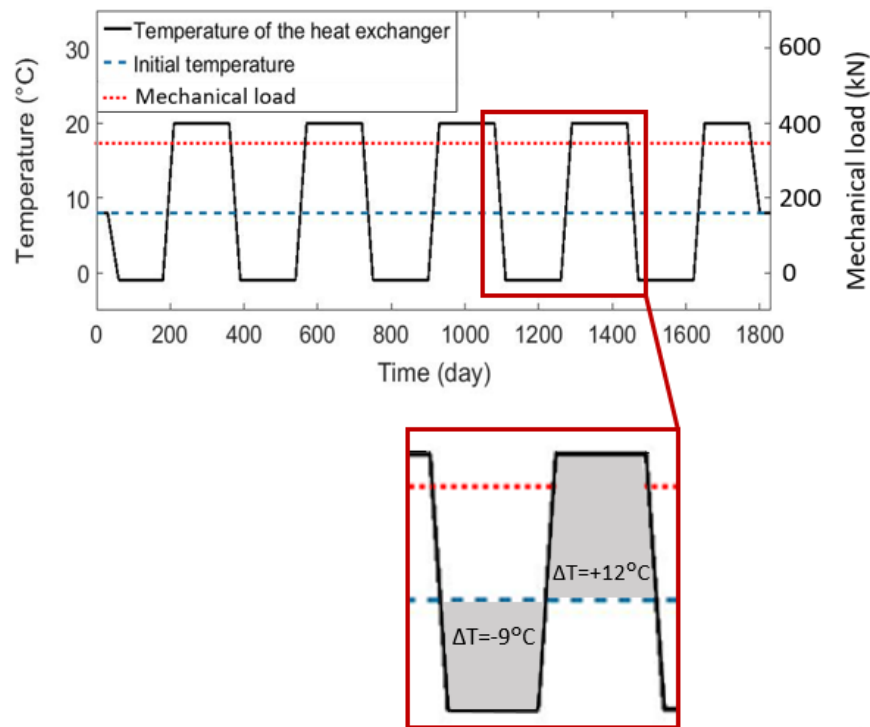 Temperature of the heat exchanger
Initial temperature
Mechanical load
Temperature (°C)
30
20
10
0
Mechanical load (kN)
600
400
200
0
0 200 400 600 800 1000 1200 1400 1600 1800
Time (day)
ΔT=+12°C
ΔT=-9°C